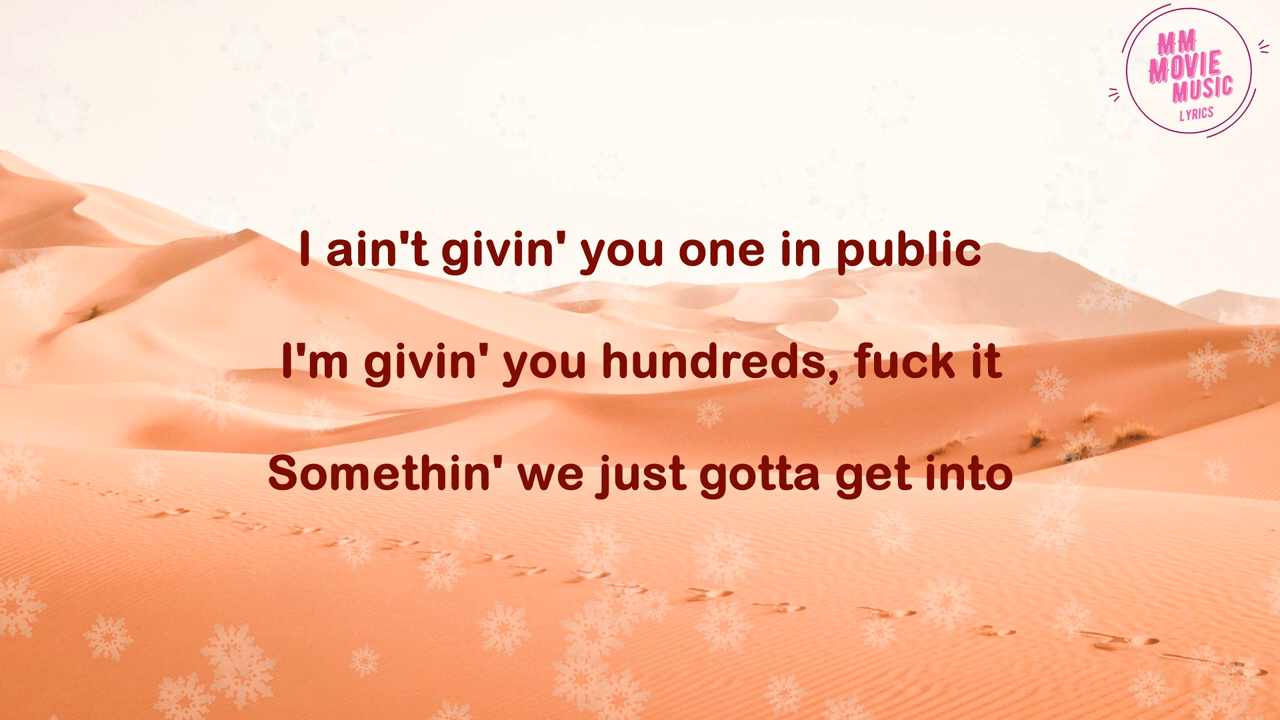 MM
MOVIE
MUSIC
LYRICS
I ain't givin' you one in public
I'm givin' you hundreds, fuck it
Somethin' we just gotta get into